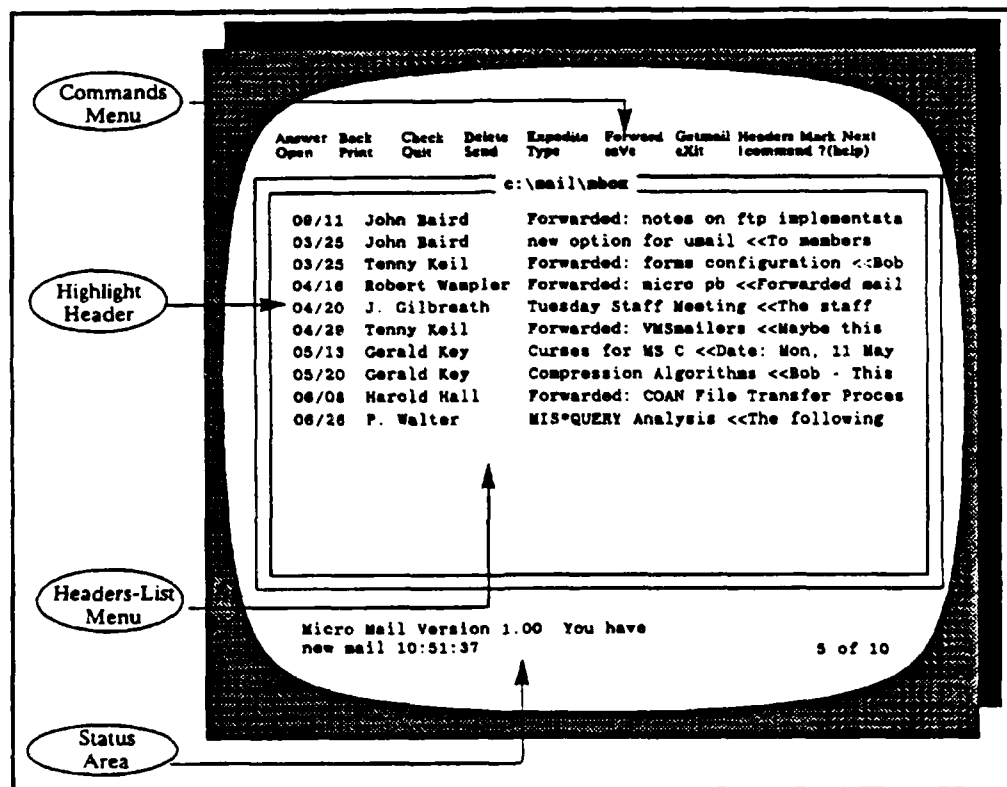 Commands
Menu
Answer Back Check Delete Expedite Forward Getmail Headers Mark Next
Open Print Quit Send Type saVe eXit !command ?(help)
c:\mail\mbox
09/11 John Baird Forwarded: notes on ftp implementata
03/25 John Baird new option for umail <<To members
03/25 Tenny Keil Forwarded: forms configuration <<Bob
04/16 Robert Wampler Forwarded: micro pb <<Forwarded mail
Highlight
Header
04/20 J. Gilbreath Tuesday Staff Meeting <<The staff
04/29 Tenny Keil Forwarded: VMSmailers <<Maybe this
05/13 Gerald Key Curses for MS C <<Date: Mon, 11 May
05/20 Gerald Key Compression Algorithms <<Bob - This
06/08 Harold Hall Forwarded: COAN File Transfer Proces
06/26 P. Walter MIS*QUERY Analysis <<The following
Headers-List
Menu
Micro Mail Version 1.00 You have
new mail 10:51:37 5 of 10
Status
Area